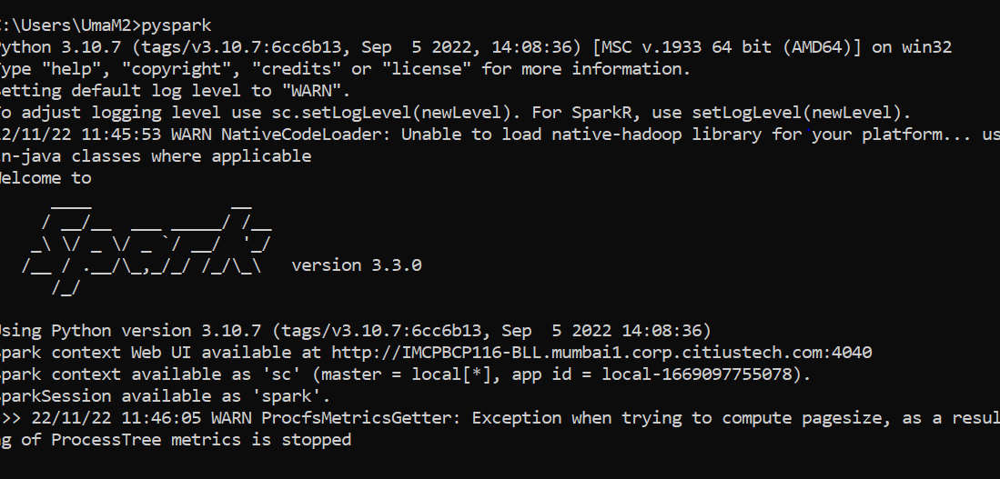 :\Users\UmaM2>pyspark
ython 3.10.7 (tags/v3.10.7:6cc6b13, Sep  5 2022, 14:08:36) [MSC v.1933 64 bit (AMD64)] on win32
ype "help", "copyright", "credits" or "license" for more information.
etting default log level to "WARN".
o adjust logging level use sc.setLogLevel(newLevel). For SparkR, use setLogLevel(newLevel).
22/11/22 11:45:53 WARN NativeCodeLoader: Unable to load native-hadoop library for your platform... us
n-java classes where applicable
Welcome to
      ____              __
     / __/__  ___ _____/ /__
    _\ \/ _ \/ _ `/ __/  '_/
   /__ / .__/\_,_/_/ /_/\_\   version 3.3.0
      /_/
Using Python version 3.10.7 (tags/v3.10.7:6cc6b13, Sep  5 2022 14:08:36)
Spark context Web UI available at http://IMCPBCP116-BLL.mumbai1.corp.citiustech.com:4040
Spark context available as 'sc' (master = local[*], app id = local-1669097755078).
SparkSession available as 'spark'.
>> 22/11/22 11:46:05 WARN ProcfsMetricsGetter: Exception when trying to compute pagesize, as a resul
ng of ProcessTree metrics is stopped